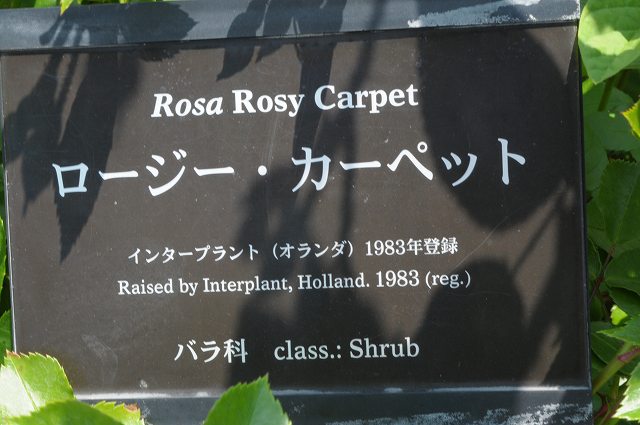 Rosa Rosy Carpet
ロージー・カーペット
インタープラント（オランダ）1983年登録
Raised by Interplant, Holland. 1983 (reg.)
バラ科　class.: Shrub